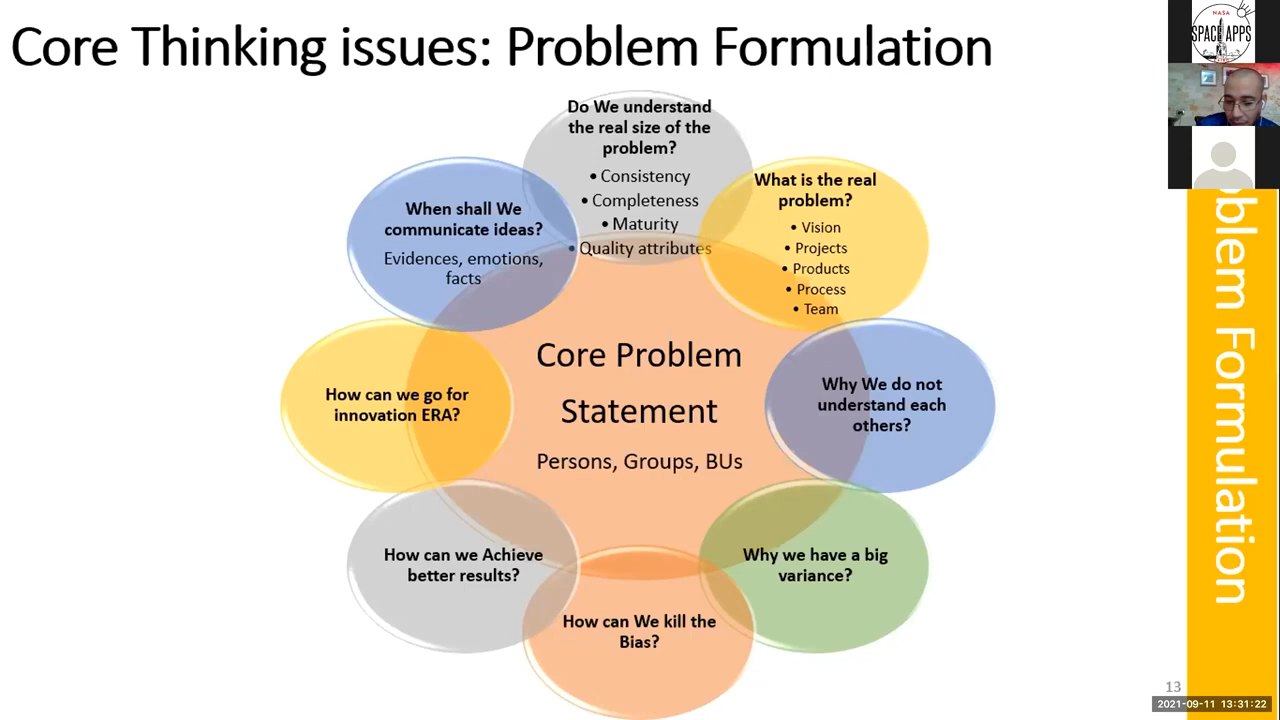 Core Thinking issues: Problem Formulation
Do We understand
the real size of the
problem?
• Consistency
• Completeness
• Maturity
• Quality attributes
What is the real
problem?
• Vision
• Projects
• Products
• Process
• Team
Why We do not
understand each
others?
Why we have a big
variance?
How can We kill the
Bias?
How can we Achieve
better results?
How can we go for
innovation ERA?
When shall We
communicate ideas?
Evidences, emotions,
facts
Core Problem
Statement
Persons, Groups, BUs
NASA
SPACE APPS
oblem Formulation
13
2021-09-11 13:31:22